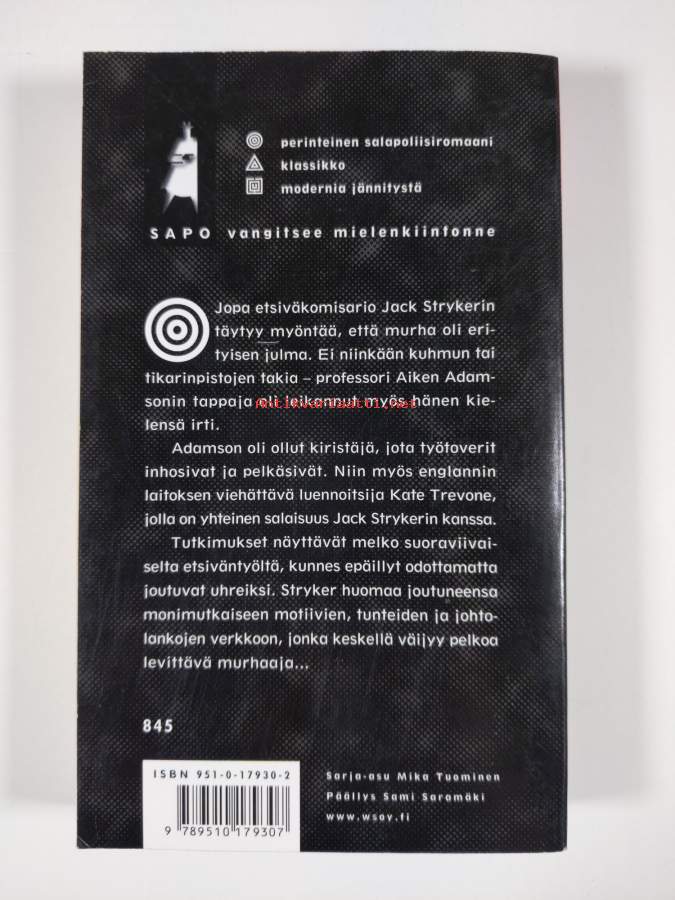 perinteinen salapoliisiromaani
klassikko
modernia jännitystä
SAPO vangitsee mielenkiintonne
Jopa etsiväkomisario Jack Strykerin
täytyy myöntää, että murha oli eri-
tyisen julma. Ei niinkään kuhmun tai
tikarinpistojen takia – professori Aiken Adam-
sonin tappaja oli leikannut myös hänen kie-
Antikvariaatti.net
lensä irti.
Adamson oli ollut kiristäjä, jota työtoverit
inhosivat ja pelkäsivät. Niin myös englannin
laitoksen viehättävä luennoitsija Kate Trevone,
jolla on yhteinen salaisuus Jack Strykerin kanssa.
Tutkimukset näyttävät melko suoraviivai-
selta etsiväntyöltä, kunnes epäillyt odottamatta
joutuvat uhreiksi. Stryker huomaa joutuneensa
monimutkaiseen motiivien, tunteiden ja johto-
lankojen verkkoon, jonka keskellä väijyy pelkoa
levittävä murhaaja...
845
ISBN 951-0-17930-2
9 789510 179307
Sarja-asu Mika Tuominen
Päällys Sami Saramäki
www.wsoy.fi